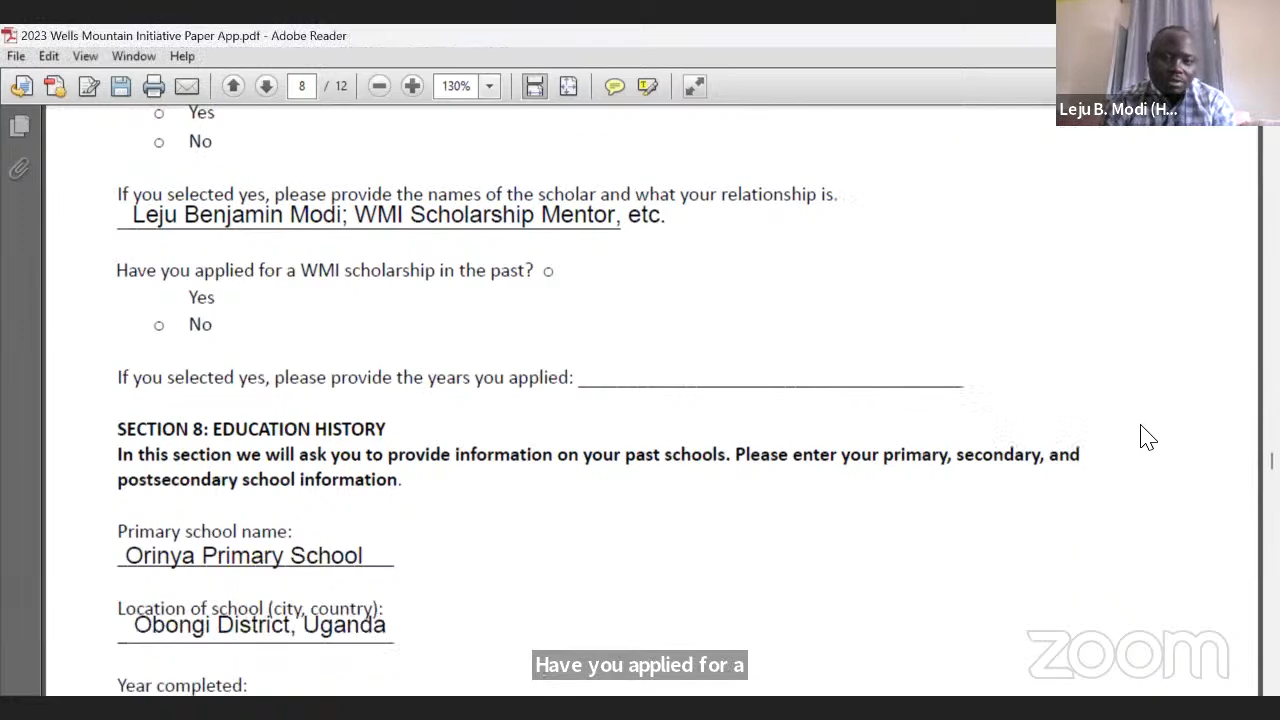 2023 Wells Mountain Initiative Paper App.pdf - Adobe Reader
File Edit View Window Help
8 / 12 130%
Leju B. Modi (H...
Yes
No
If you selected yes, please provide the names of the scholar and what your relationship is.
Leju Benjamin Modi; WMI Scholarship Mentor, etc.
Have you applied for a WMI scholarship in the past?
Yes
No
If you selected yes, please provide the years you applied:
SECTION 8: EDUCATION HISTORY
In this section we will ask you to provide information on your past schools. Please enter your primary, secondary, and
postsecondary school information.
Primary school name:
Orinya Primary School
Location of school (city, country):
Obongi District, Uganda
Year completed:
Have you applied for a
zoom